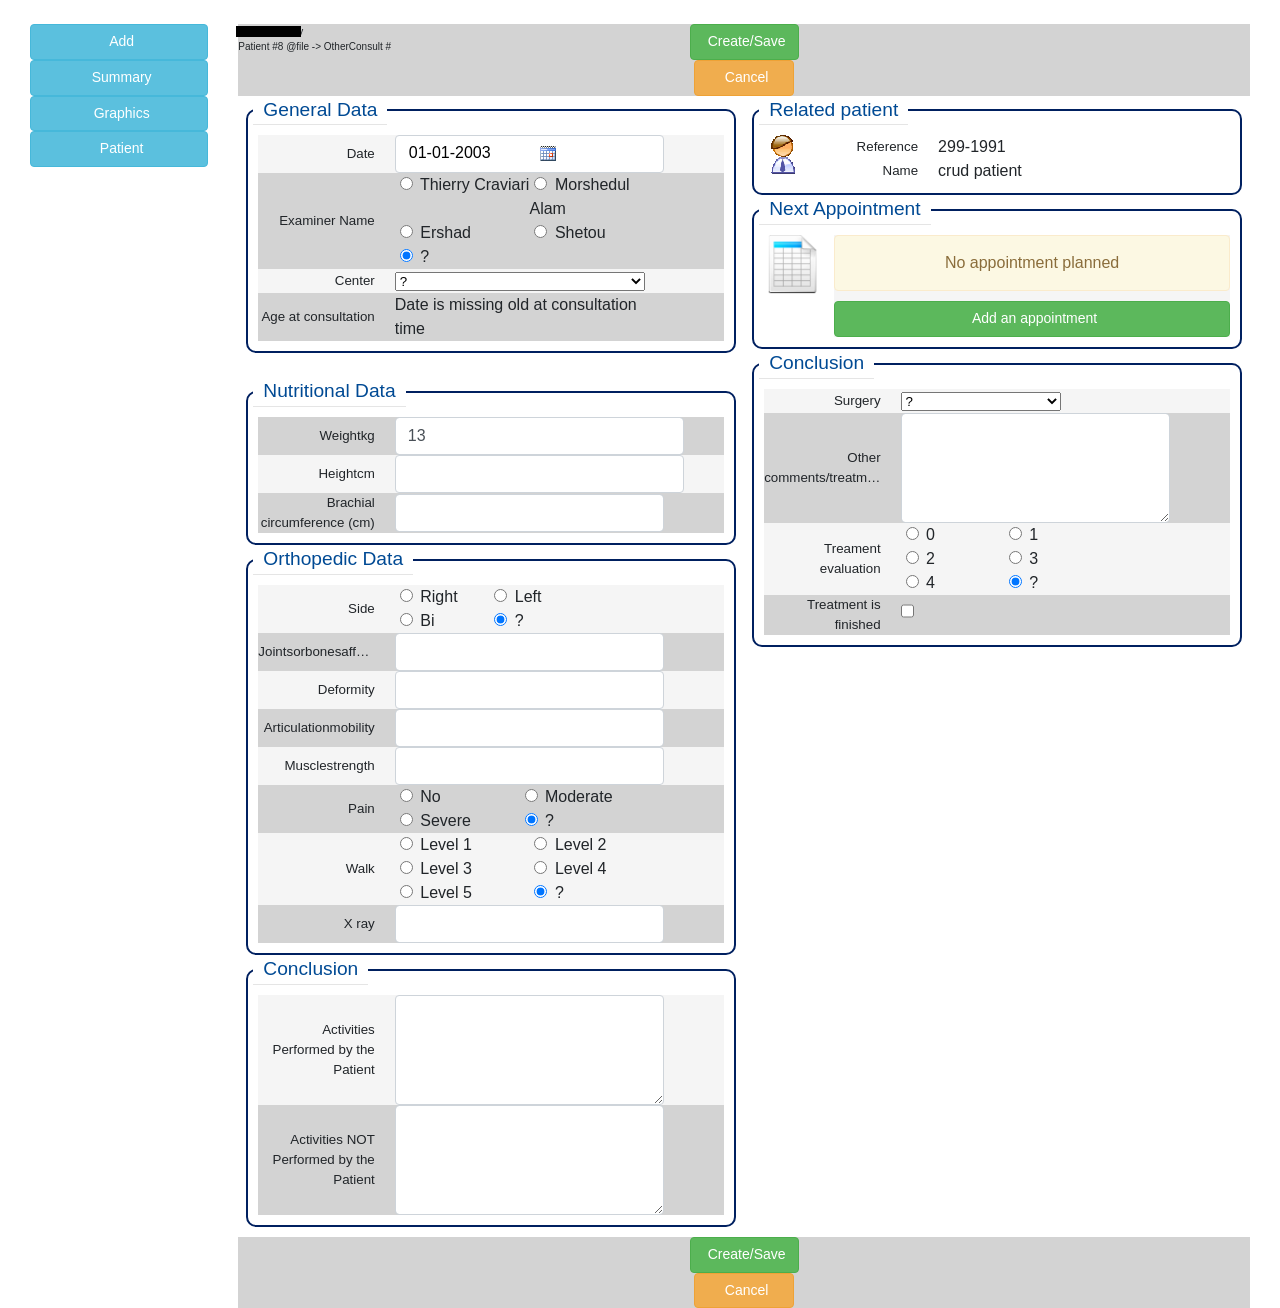 Add
Summary
Graphics
Patient
Patient #8 @file -> OtherConsult #
Create/Save
Cancel
General Data
Date 01-01-2003
Examiner Name
Thierry Craviari Morshedul
Alam
Ershad Shetou
?
Center ?
Age at consultation
Date is missing old at consultation
time
Nutritional Data
Weightkg 13
Heightcm
Brachial
circumference (cm)
Orthopedic Data
Side
Right Left
Bi ?
Jointsorbonesaff…
Deformity
Articulationmobility
Musclestrength
Pain
No Moderate
Severe ?
Walk
Level 1 Level 2
Level 3 Level 4
Level 5 ?
X ray
Conclusion
Activities
Performed by the
Patient
Activities NOT
Performed by the
Patient
Related patient
Reference 299-1991
Name crud patient
Next Appointment
No appointment planned
Add an appointment
Conclusion
Surgery ?
Other
comments/treatm…
Treament
evaluation
0 1
2 3
4 ?
Treatment is
finished
Create/Save
Cancel